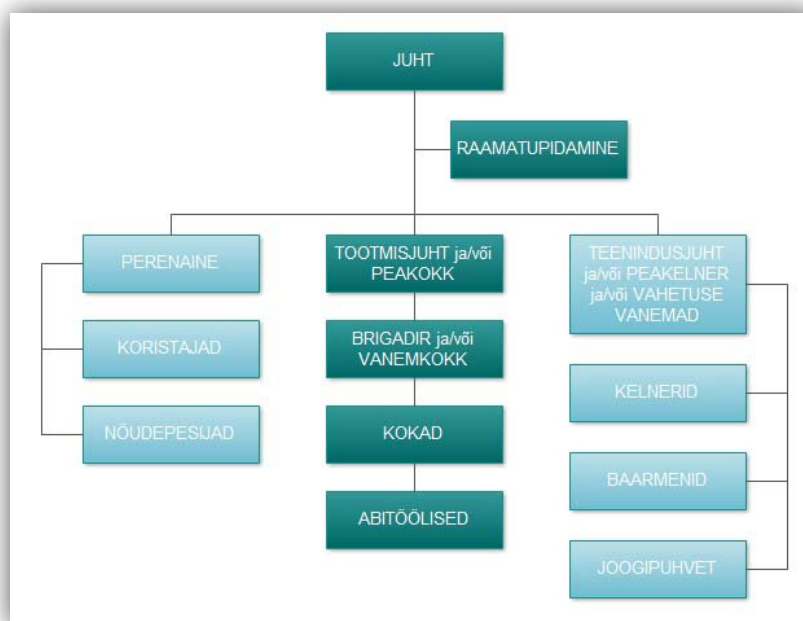 JUHT
RAAMATUPIDAMINE
PERENAINE
KORISTAJAD
NÕUDEPESIJAD
TOOTMISJUHT ja/või
PEAKOKK
BRIGADIR ja/või
VANEMKOKK
KOKAD
ABITÖÖLISED
TEENINDUSJUHT
ja/või PEAKELNER
ja/või VAHETUSE
VANEMAD
KELNERID
BAARMENID
JOOGIPUHVET